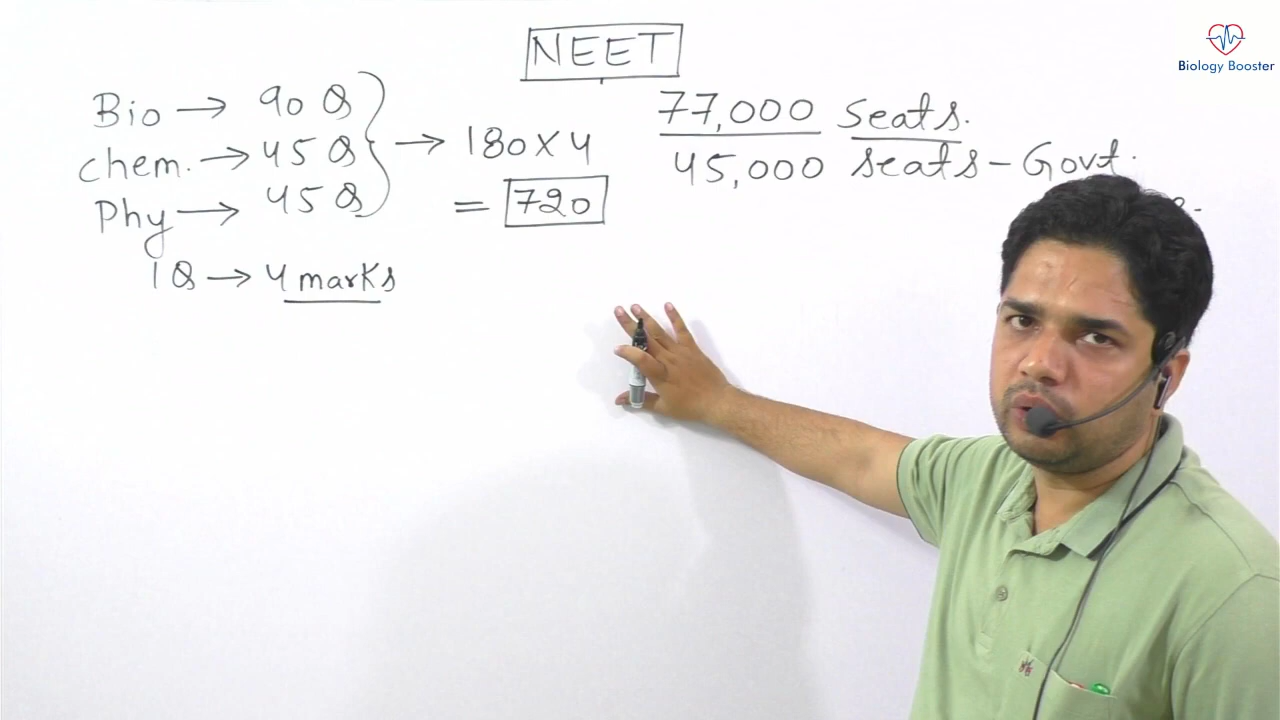 NEET
Biology Booster
Bio → 90 Q
chem. → 45 Q
Phy → 45 Q
→ 180 X 4
= 720
1 Q → 4 marks
77,000 seats.
45,000 seats - Govt.